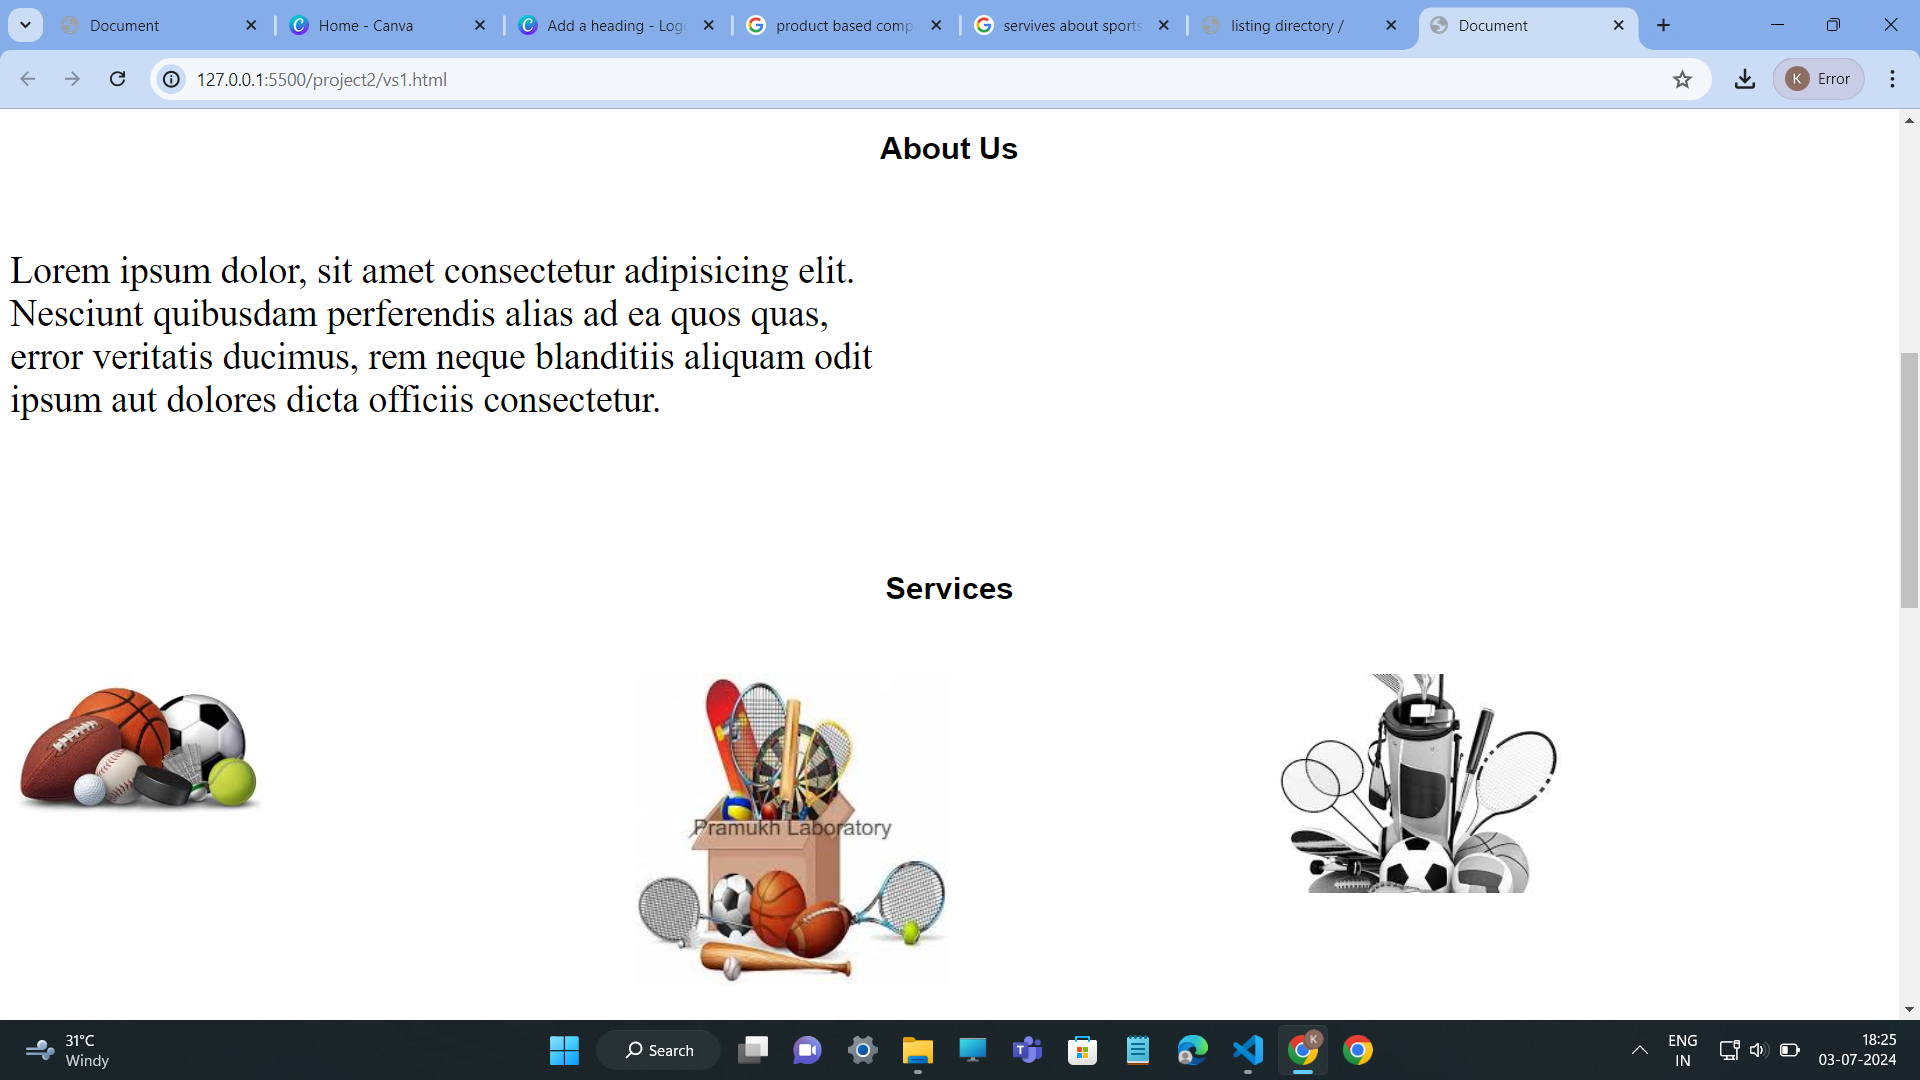 Document
Home - Canva
Add a heading - Logo
product based comp
servives about sports
listing directory /
Document
127.0.0.1:5500/project2/vs1.html
K
Error
About Us
Lorem ipsum dolor, sit amet consectetur adipisicing elit.
Nesciunt quibusdam perferendis alias ad ea quos quas,
error veritatis ducimus, rem neque blanditiis aliquam odit
ipsum aut dolores dicta officiis consectetur.
Services
Pramukh Laboratory
31°C
Windy
Search
K
ENG
IN
18:25
03-07-2024